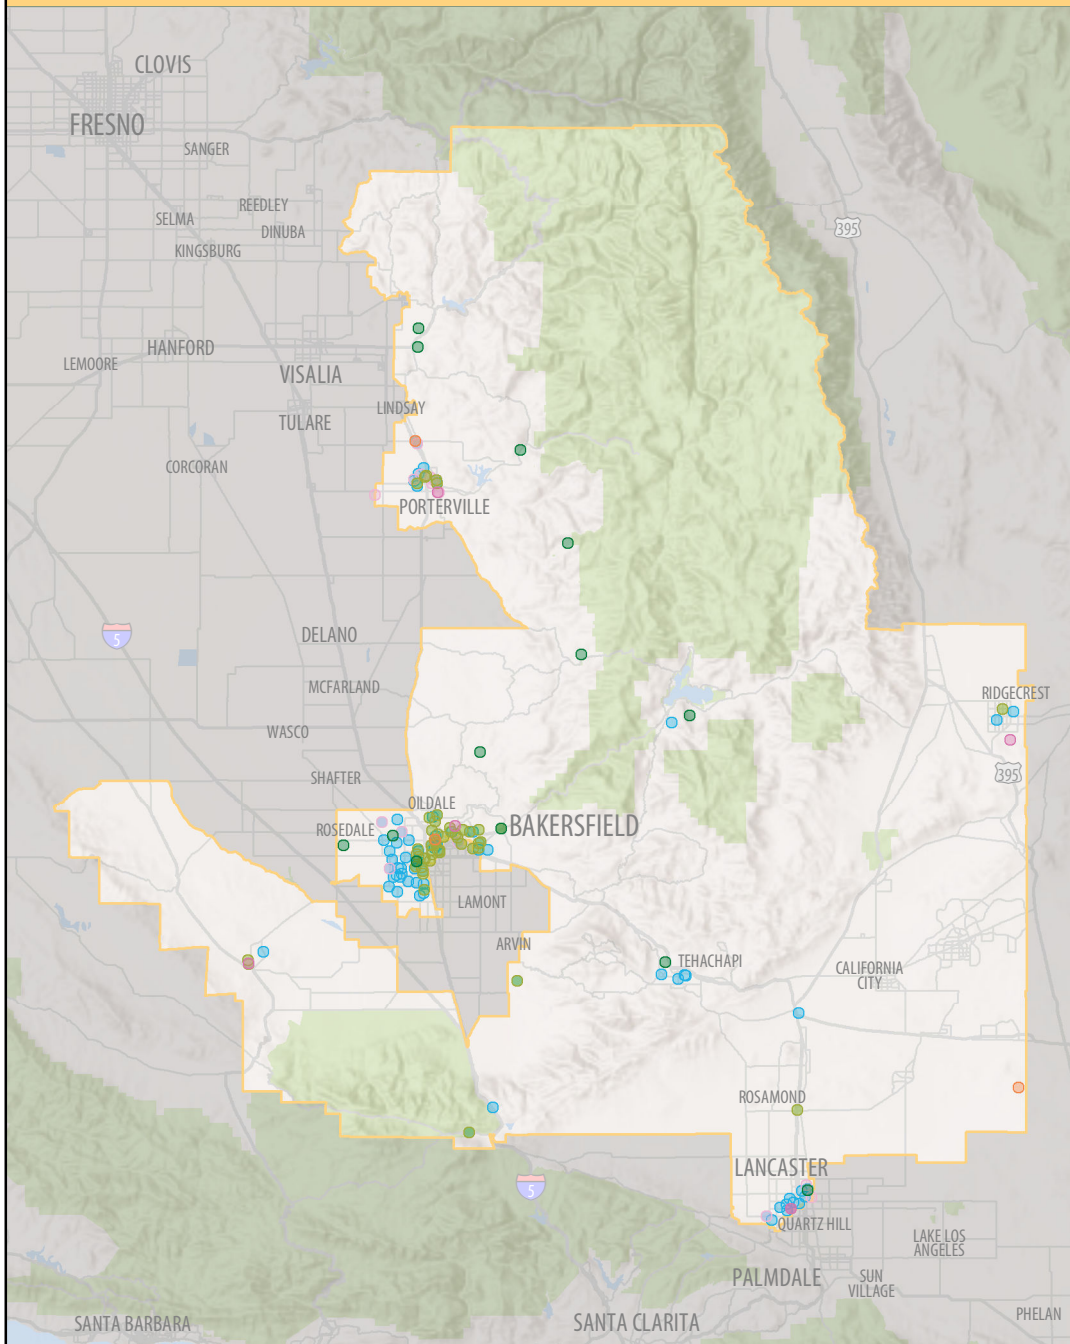 CLOVIS
FRESNO
SANGER
REEDLEY
SELMA
DINUBA
395
KINGSBURG
HANFORD
LEMOORE
VISALIA
LINDSAY
TULARE
CORCORAN
PORTERVILLE
5
DELANO
MCFARLAND
RIDGECREST
WASCO
395
SHAFTER
OILDALE
ROSEDALE
BAKERSFIELD
LAMONT
ARVIN
TEHACHAPI
CALIFORNIA
CITY
ROSAMOND
LANCASTER
5
QUARTZ HILL
LAKE LOS
ANGELES
PALMDALE
SUN
VILLAGE
SANTA BARBARA
SANTA CLARITA
PHELAN